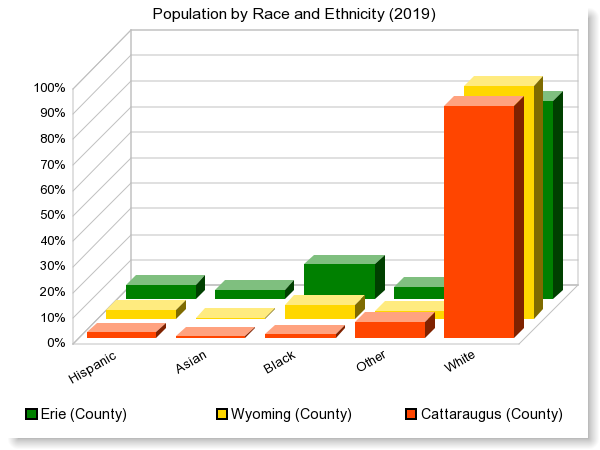 Population by Race and Ethnicity (2019)
100%
90%
80%
70%
60%
50%
40%
30%
20%
10%
0%
Hispanic
Asian
Black
Other
White
Erie (County)
Wyoming (County)
Cattaraugus (County)